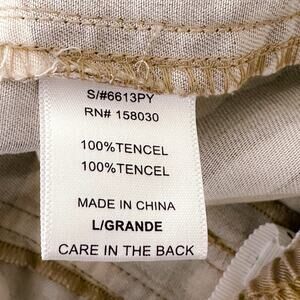 S/#6613PY
RN# 158030
100%TENCEL
100%TENCEL
MADE IN CHINA
L/GRANDE
CARE IN THE BACK